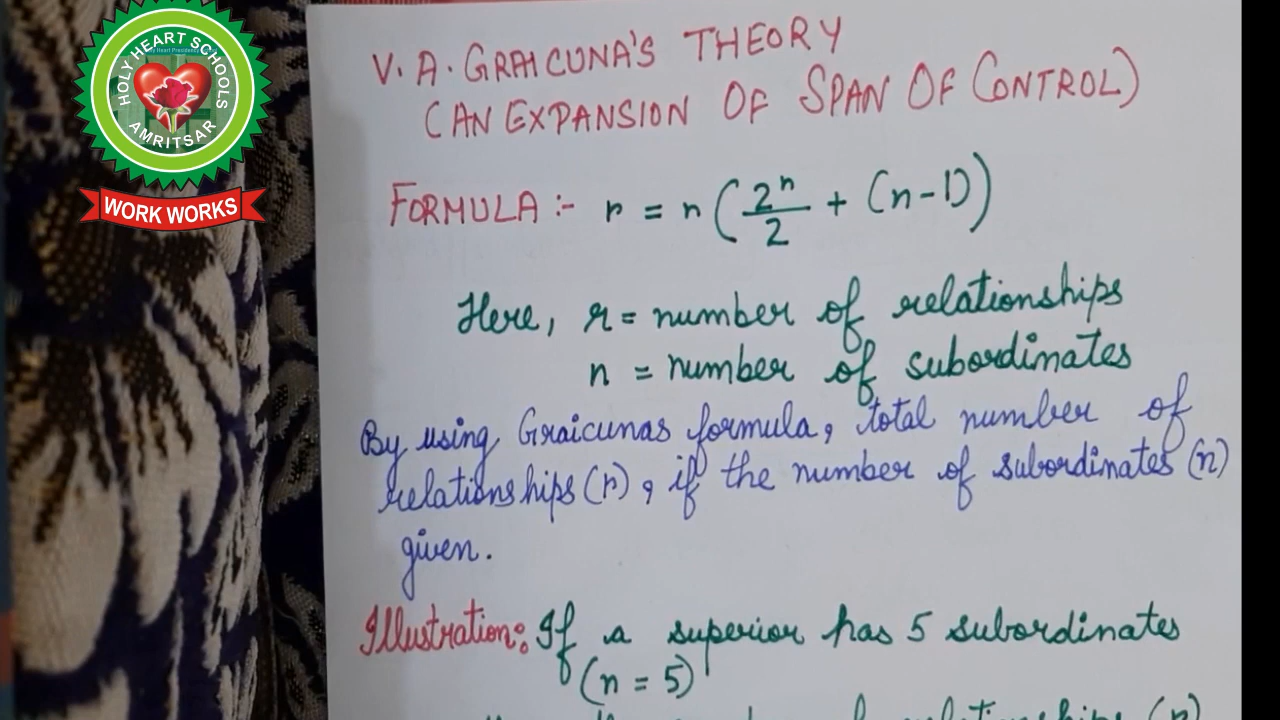 HOLY HEART SCHOOLS
AMRITSAR
WORK WORKS
V. A. GRAICUNA'S THEORY
(AN EXPANSION OF SPAN OF CONTROL)
FORMULA :- r = n (2ⁿ/2 + (n-1))
Here, r = number of relationships
n = number of subordinates
By using Graicunas formula, total number of
relationships (r), if the number of subordinates (n)
given.
Illustration: If a superior has 5 subordinates
(n = 5)